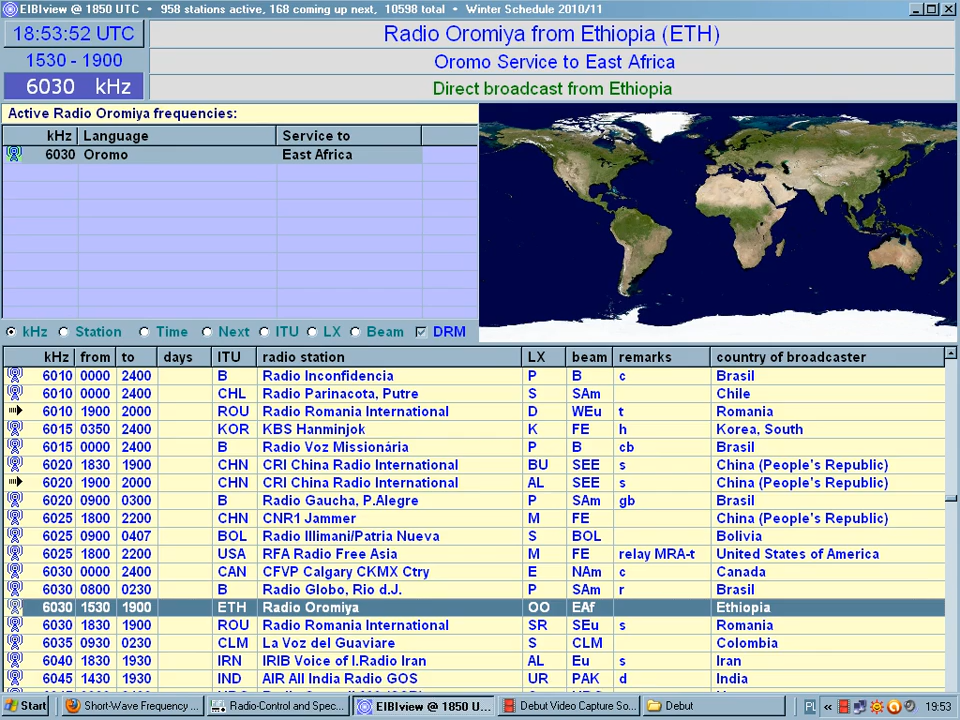 EIBIview @ 1850 UTC • 958 stations active, 168 coming up next, 10598 total • Winter Schedule 2010/11
18:53:52 UTC
1530 - 1900
6030 kHz
Radio Oromiya from Ethiopia (ETH)
Oromo Service to East Africa
Direct broadcast from Ethiopia
Active Radio Oromiya frequencies:
kHz Language Service to
6030 Oromo East Africa
kHz Station Time Next ITU LX Beam DRM
kHz from to days ITU radio station LX beam remarks country of broadcaster
6010 0000 2400 B Radio Inconfidencia P B c Brasil
6010 0000 2400 CHL Radio Parinacota, Putre S SAm Chile
6010 1900 2000 ROU Radio Romania International D WEu t Romania
6015 0350 2400 KOR KBS Hanminjok K FE h Korea, South
6015 0000 2400 B Radio Voz Missionária P B cb Brasil
6020 1830 1900 CHN CRI China Radio International BU SEE s China (People's Republic)
6020 1900 2000 CHN CRI China Radio International AL SEE s China (People's Republic)
6020 0900 0300 B Radio Gaucha, P.Alegre P SAm gb Brasil
6025 1800 2200 CHN CNR1 Jammer M FE China (People's Republic)
6025 0900 0407 BOL Radio Illimani/Patria Nueva S BOL Bolivia
6025 1800 2200 USA RFA Radio Free Asia M FE relay MRA-t United States of America
6030 0000 2400 CAN CFVP Calgary CKMX Ctry E NAm c Canada
6030 0800 0230 B Radio Globo, Rio d.J. P SAm r Brasil
6030 1530 1900 ETH Radio Oromiya OO EAf Ethiopia
6030 1830 1900 ROU Radio Romania International SR SEu s Romania
6035 0930 0230 CLM La Voz del Guaviare S CLM Colombia
6040 1830 1930 IRN IRIB Voice of I.Radio Iran AL Eu s Iran
6045 1430 1930 IND AIR All India Radio GOS UR PAK d India
Start Short-Wave Frequency ... Radio-Control and Spec... EIBIview @ 1850 U... Debut Video Capture So... Debut PL « 19:53